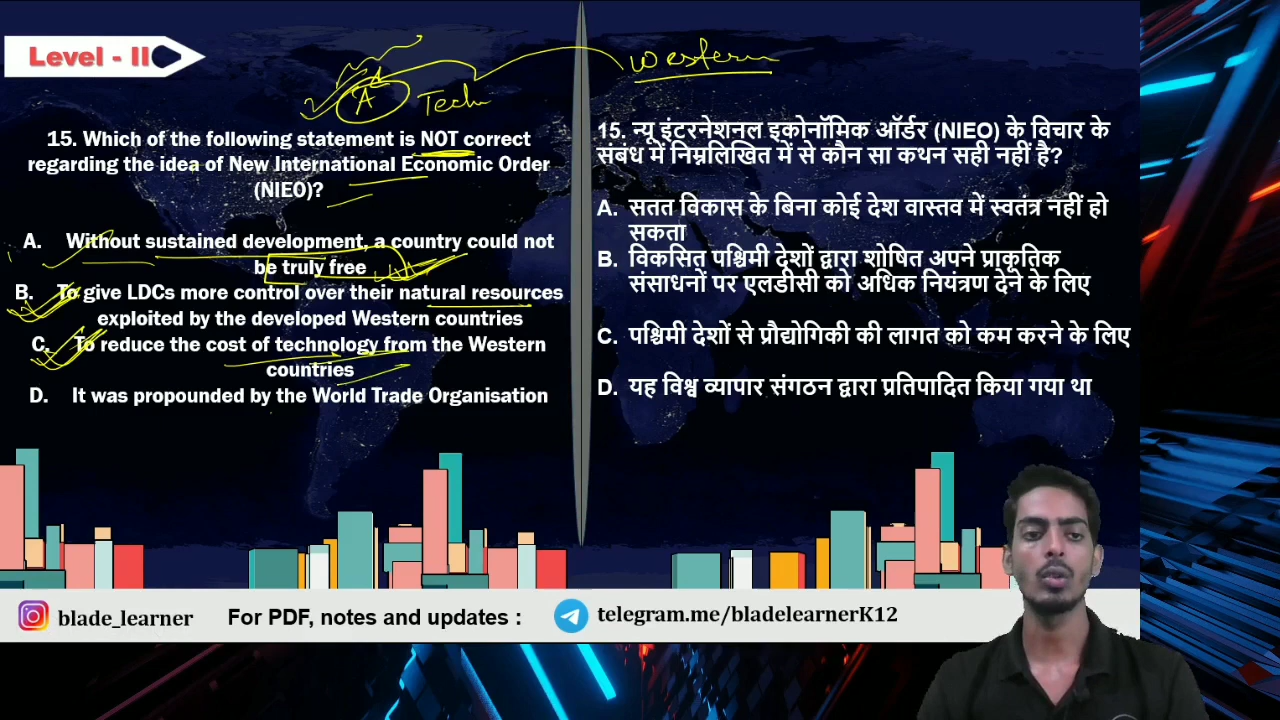 Level - II
Western
A Tech
15. Which of the following statement is NOT correct
regarding the idea of New International Economic Order
(NIEO)?
A. Without sustained development, a country could not
be truly free
B. To give LDCs more control over their natural resources
exploited by the developed Western countries
C. To reduce the cost of technology from the Western
countries
D. It was propounded by the World Trade Organisation
15. न्यू इंटरनेशनल इकोनॉमिक ऑर्डर (NIEO) के विचार के
संबंध में निम्नलिखित में से कौन सा कथन सही नहीं है?
A. सतत विकास के बिना कोई देश वास्तव में स्वतंत्र नहीं हो
सकता
B. विकसित पश्चिमी देशों द्वारा शोषित अपने प्राकृतिक
संसाधनों पर एलडीसी को अधिक नियंत्रण देने के लिए
C. पश्चिमी देशों से प्रौद्योगिकी की लागत को कम करने के लिए
D. यह विश्व व्यापार संगठन द्वारा प्रतिपादित किया गया था
blade_learner
For PDF, notes and updates :
telegram.me/bladelearnerK12